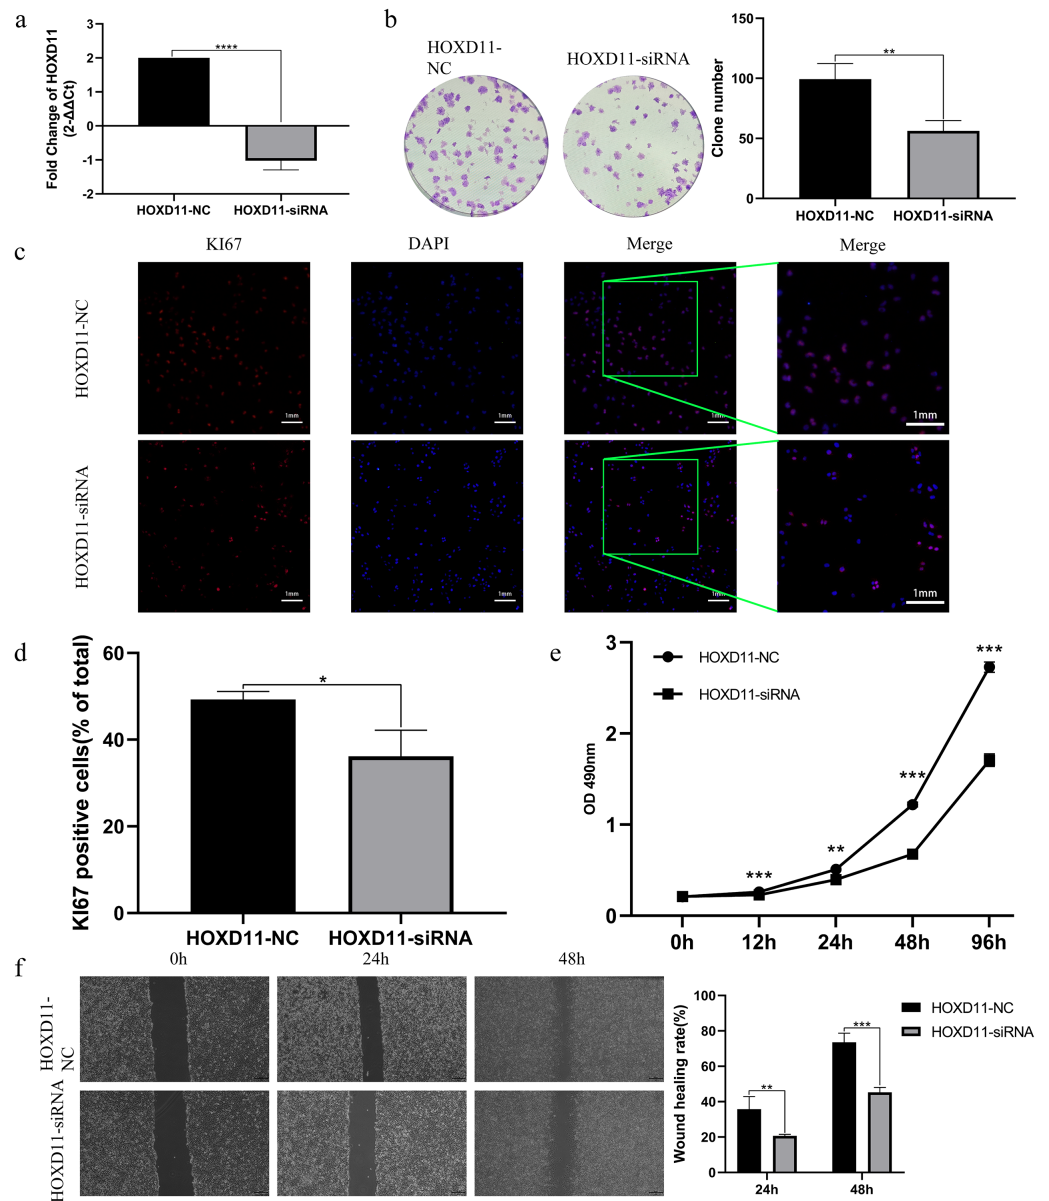 a
Fold Change of HOXD11
(2-ΔΔCt)
3
2
1
0
-1
-2
****
HOXD11-NC
HOXD11-siRNA
b
HOXD11-
NC
HOXD11-siRNA
Clone number
150
100
50
0
**
HOXD11-NC
HOXD11-siRNA
c
KI67
DAPI
Merge
Merge
HOXD11-NC
1mm
1mm
1mm
1mm
HOXD11-siRNA
1mm
1mm
1mm
1mm
d
KI67 positive cells(% of total)
60
40
20
0
*
HOXD11-NC
HOXD11-siRNA
e
OD 490nm
3
2
1
0
HOXD11-NC
HOXD11-siRNA
***
**
***
***
0h
12h
24h
48h
96h
f
0h
24h
48h
HOXD11-
NC
HOXD11-siRNA
Wound healing rate(%)
100
80
60
40
20
0
**
***
HOXD11-NC
HOXD11-siRNA
24h
48h